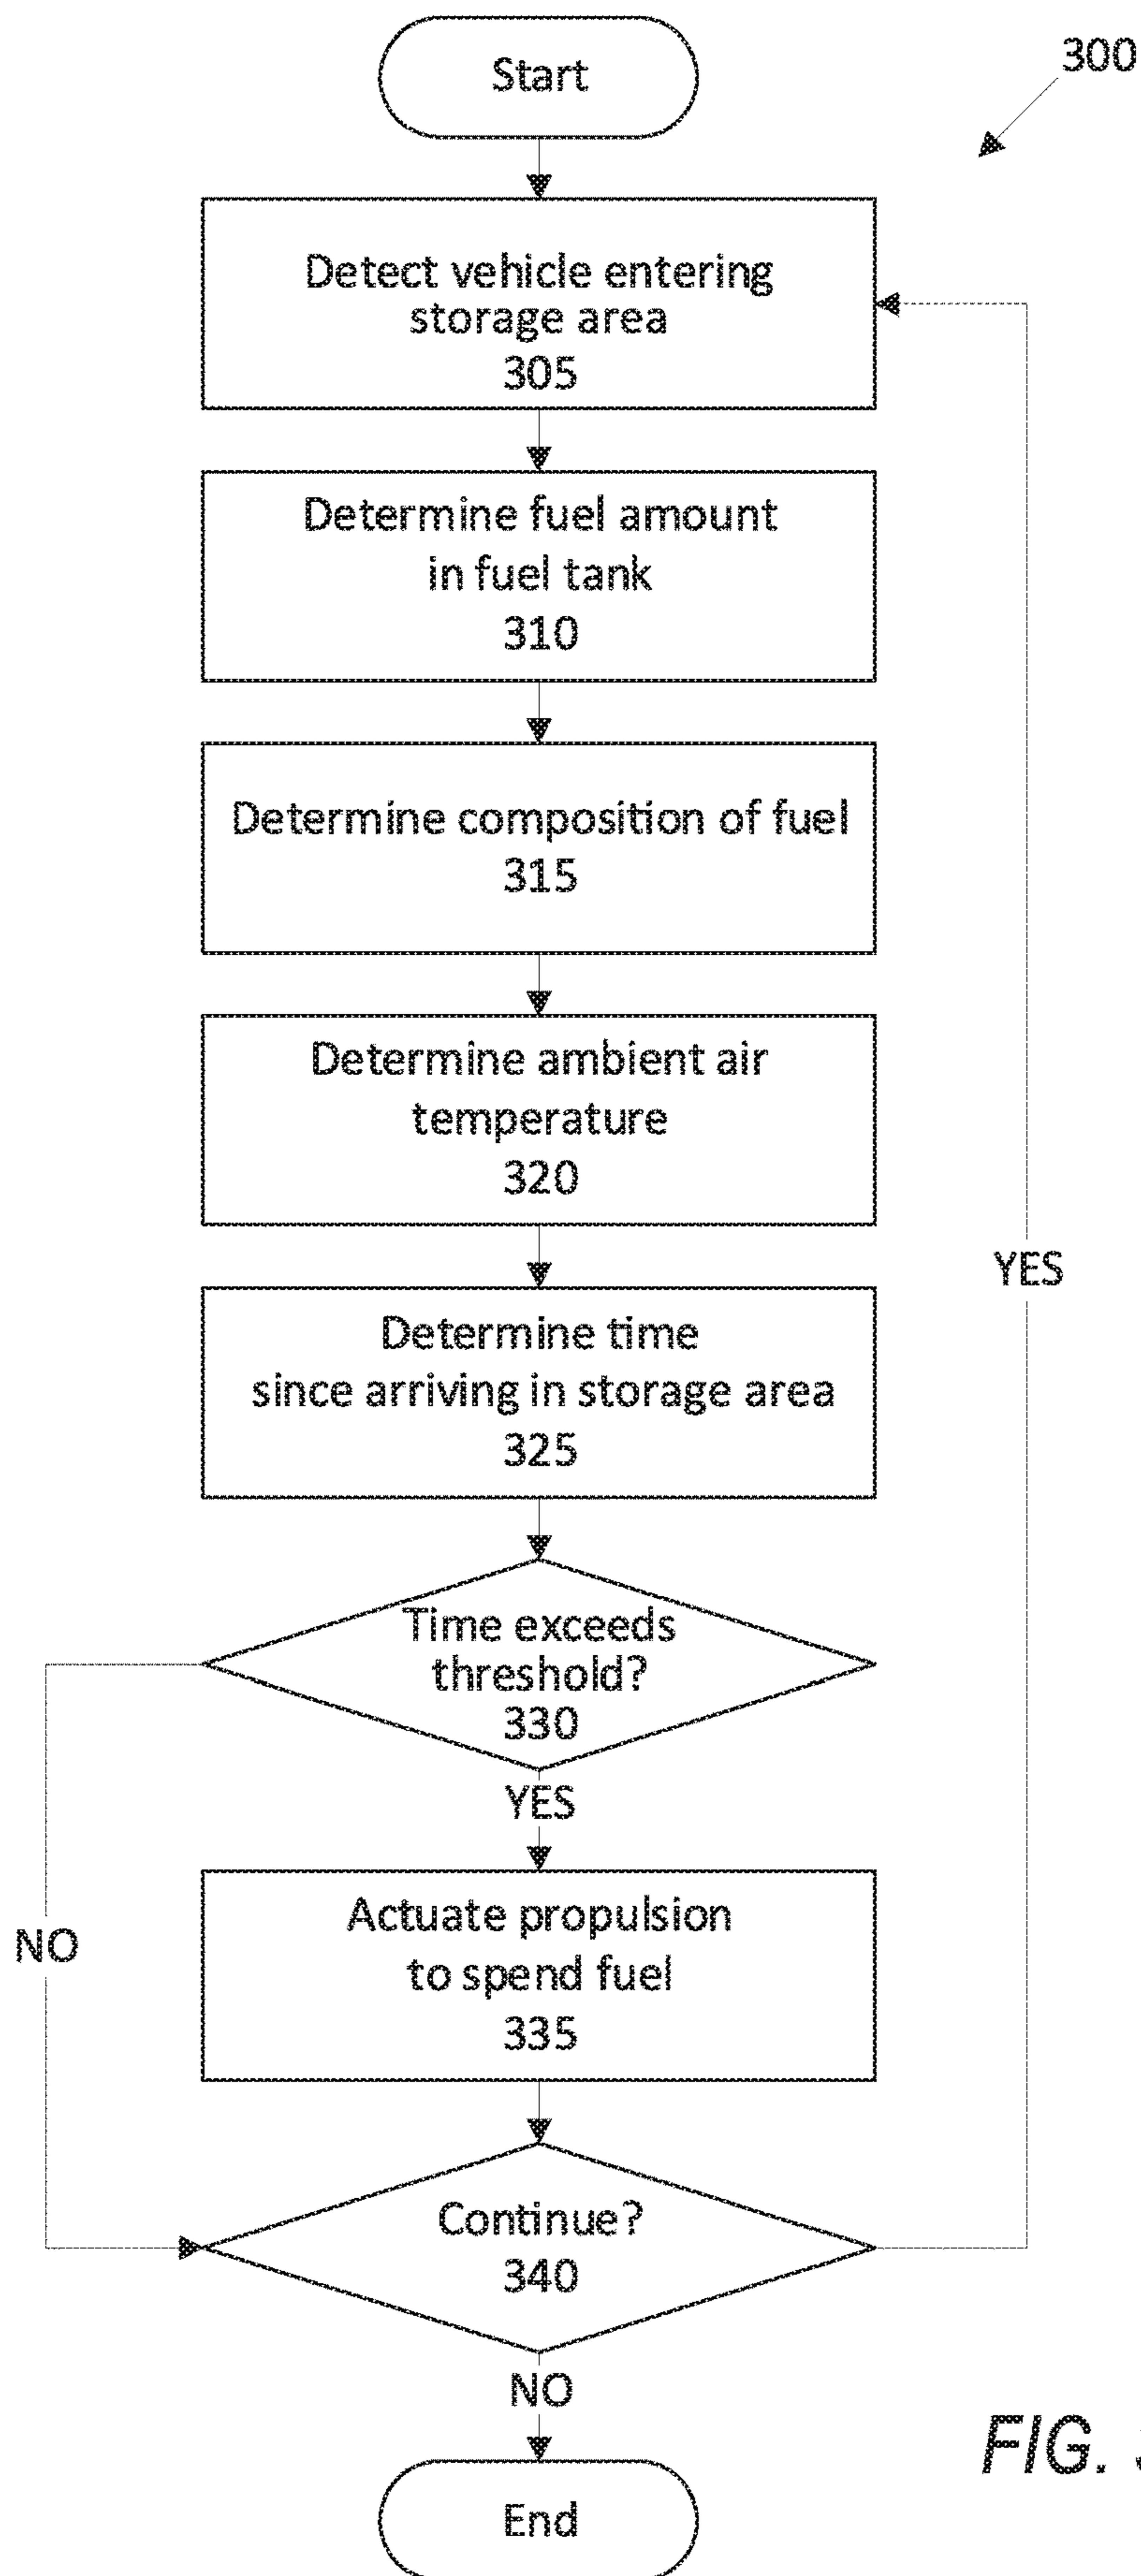 Start
300
Detect vehicle entering
storage area
305
Determine fuel amount
in fuel tank
310
Determine composition of fuel
315
Determine ambient air
temperature
320
YES
Determine time
since arriving in storage area
325
Time exceeds
threshold?
330
YES
Actuate propulsion
to spend fuel
335
NO
Continue?
340
NO
FIG.
End